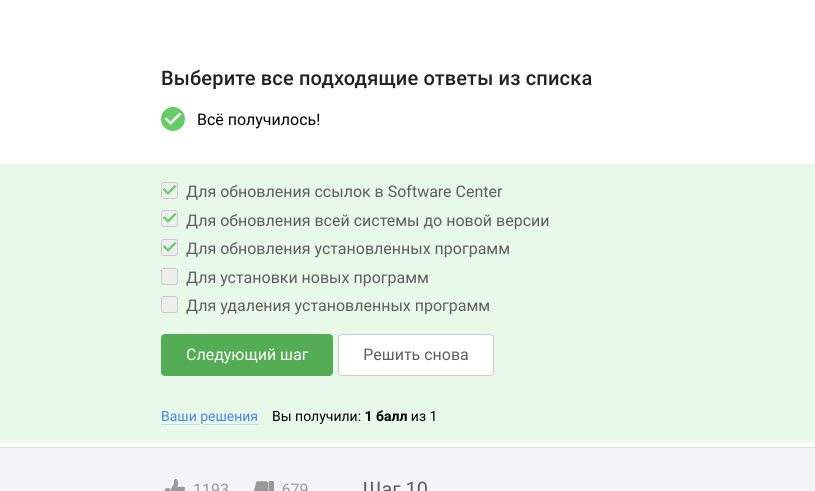 Выберите все подходящие ответы из списка
Всё получилось!
Для обновления ссылок в Software Center
Для обновления всей системы до новой версии
Для обновления установленных программ
Для установки новых программ
Для удаления установленных программ
Следующий шаг Решить снова
Ваши решения Вы получили: 1 балл из 1
1193 679 Шаг 10